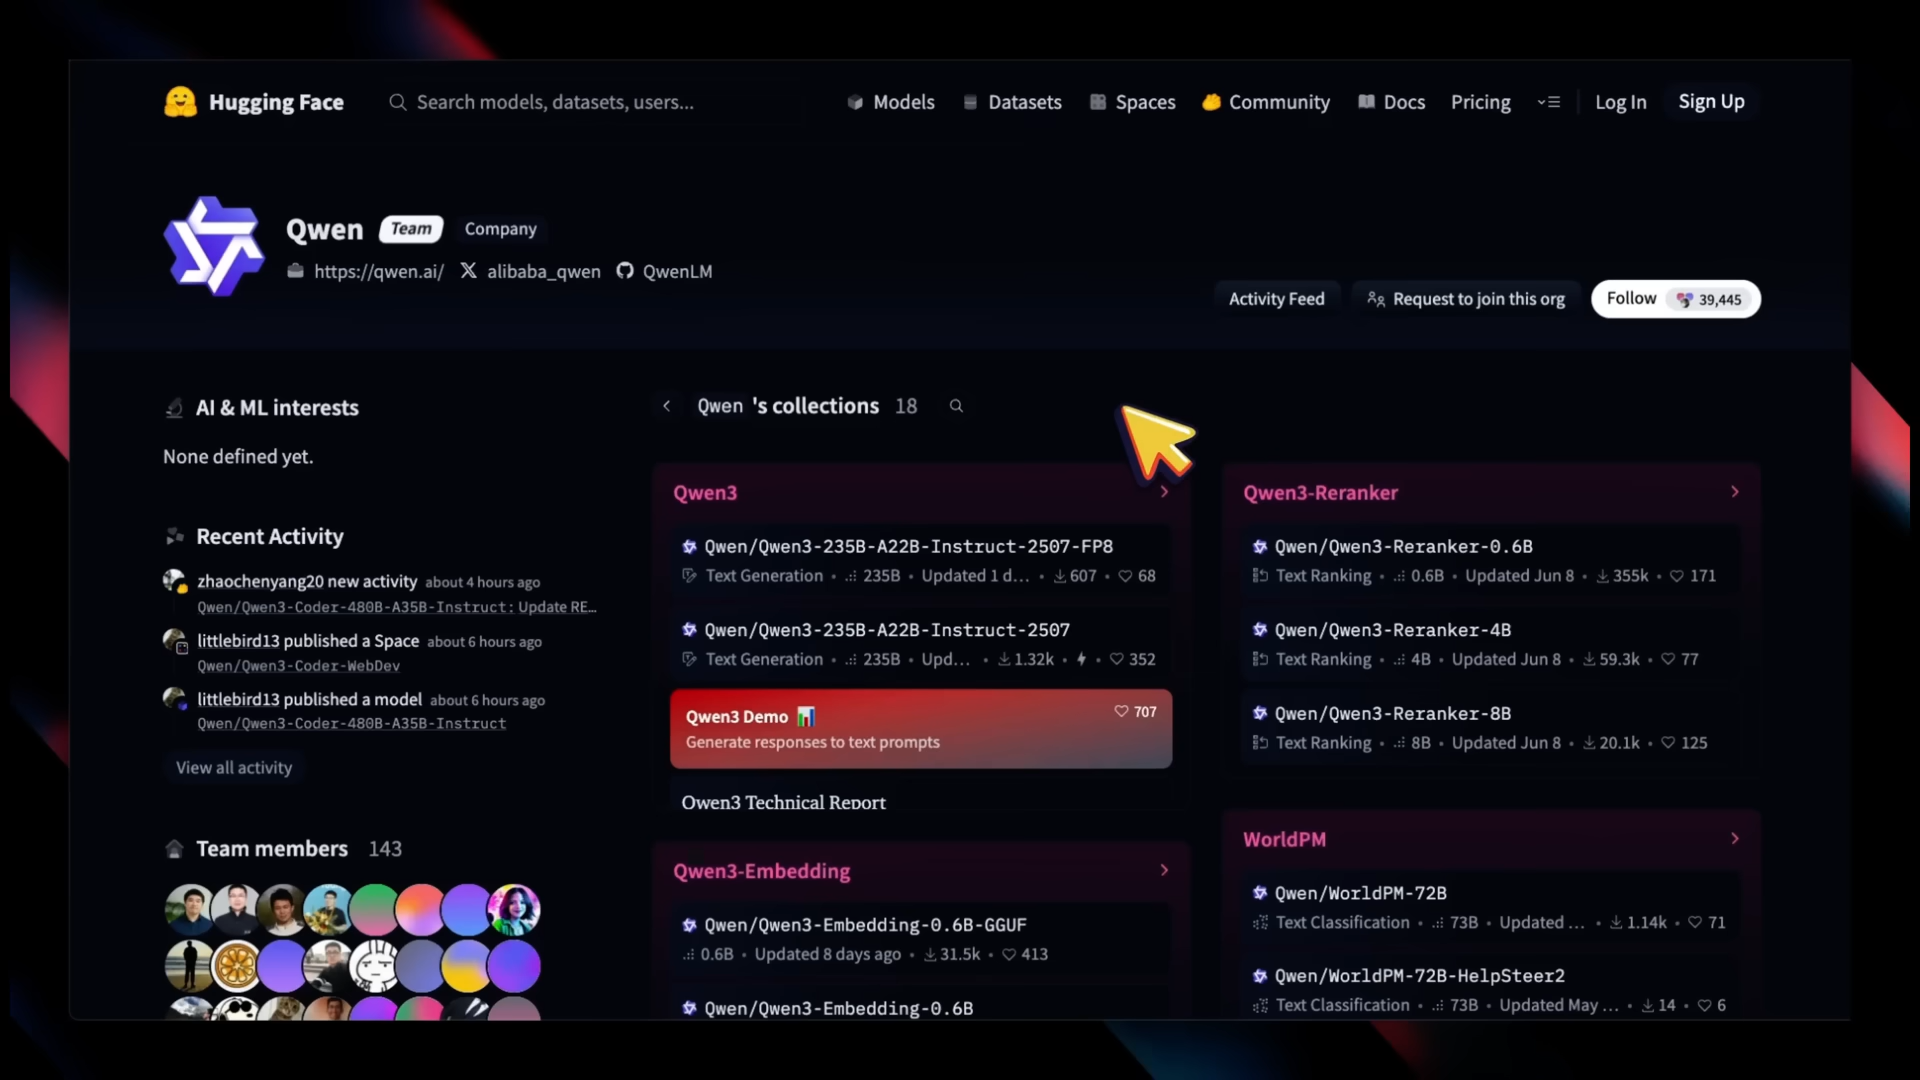 Hugging Face
Search models, datasets, users...
Models
Datasets
Spaces
Community
Docs
Pricing
Log In
Sign Up
Qwen Team Company
https://qwen.ai/ alibaba_qwen QwenLM
Activity Feed
Request to join this org
Follow 39,445
AI & ML interests
None defined yet.
Recent Activity
zhaochenyang20 new activity about 4 hours ago
Qwen/Qwen3-Coder-480B-A35B-Instruct: Update RE...
littlebird13 published a Space about 6 hours ago
Qwen/Qwen3-Coder-WebDev
littlebird13 published a model about 6 hours ago
Qwen/Qwen3-Coder-480B-A35B-Instruct
View all activity
Team members 143
Qwen 's collections 18
Qwen3
Qwen/Qwen3-235B-A22B-Instruct-2507-FP8
Text Generation • 235B • Updated 1 d... • 607 • 68
Qwen/Qwen3-235B-A22B-Instruct-2507
Text Generation • 235B • Upd... • 1.32k • • 352
Qwen3 Demo 707
Generate responses to text prompts
Qwen3 Technical Report
Qwen3-Embedding
Qwen/Qwen3-Embedding-0.6B-GGUF
0.6B • Updated 8 days ago • 31.5k • 413
Qwen/Qwen3-Embedding-0.6B
Qwen3-Reranker
Qwen/Qwen3-Reranker-0.6B
Text Ranking • 0.6B • Updated Jun 8 • 355k • 171
Qwen/Qwen3-Reranker-4B
Text Ranking • 4B • Updated Jun 8 • 59.3k • 77
Qwen/Qwen3-Reranker-8B
Text Ranking • 8B • Updated Jun 8 • 20.1k • 125
WorldPM
Qwen/WorldPM-72B
Text Classification • 73B • Updated ... • 1.14k • 71
Qwen/WorldPM-72B-HelpSteer2
Text Classification • 73B • Updated May ... • 14 • 6